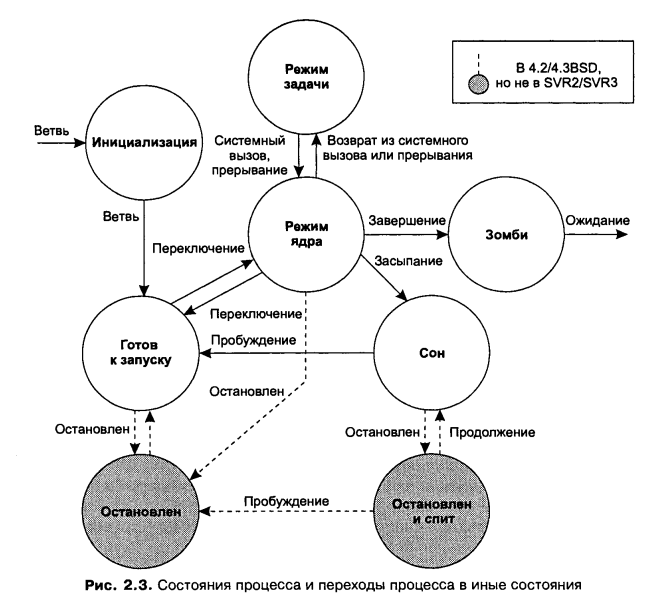 Режим
задачи
В 4.2/4.3BSD,
но не в SVR2/SVR3
Ветвь
Инициализация
Системный
вызов,
прерывание
Возврат из системного
вызова или прерывания
Ветвь
Режим
ядра
Завершение
Зомби
Ожидание
Переключение
Засыпание
Переключение
Готов
к запуску
Пробуждение
Сон
Остановлен
Остановлен
Остановлен
Продолжение
Остановлен
Пробуждение
Остановлен
и спит
Рис. 2.3. Состояния процесса и переходы процесса в иные состояния